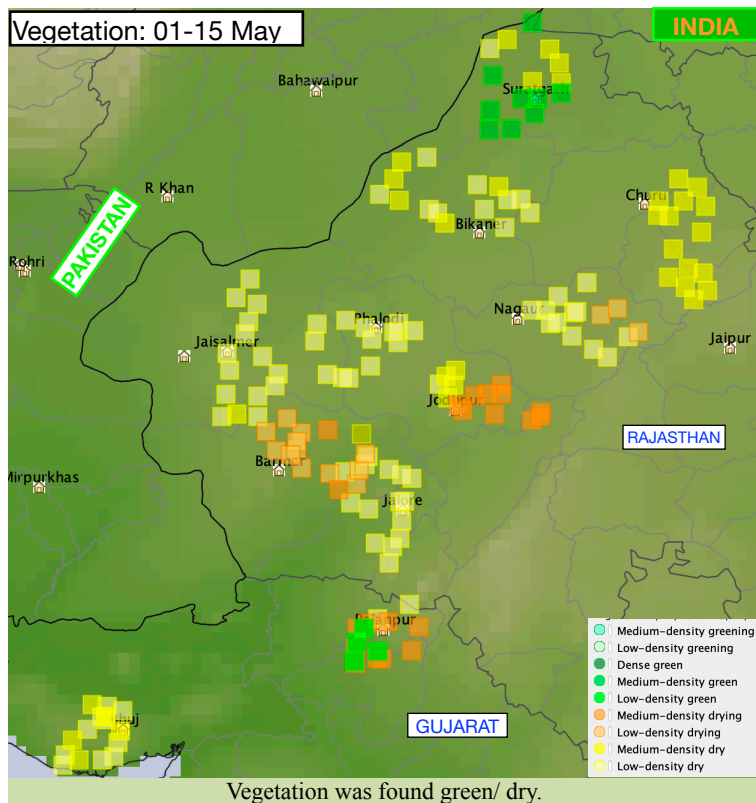 Vegetation: 01-15 May
INDIA
Bahawalpur
Suratgarh
R Khan
Churu
PAKISTAN
Bikaner
Rohri
Phalodi
Nagaur
Jaisalmer
Jaipur
Jodhpur
RAJASTHAN
Barmer
Mirpurkhas
Jalore
Palanpur
Medium-density greening
Low-density greening
Dense green
Medium-density green
Low-density green
Medium-density drying
Low-density drying
Medium-density dry
Low-density dry
Bhuj
GUJARAT
Vegetation was found green/ dry.